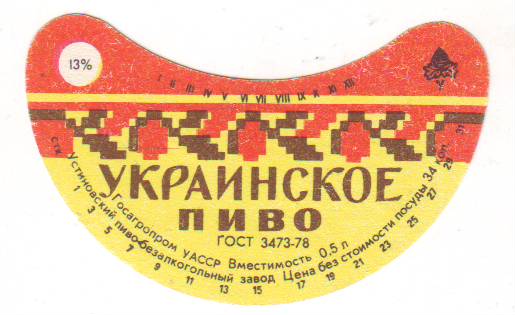 13%
I II III IV V VI VII VIII IX X XI XII
У
УКРАИНСКОЕ
ПИВО
ГОСТ 3473-78
Госагропром УАССР Вместимость 0,5 л
Устиновский пиво-безалкогольный завод Цена без стоимости посуды 34 коп
1 3 5 7 9 11 13 15 17 19 21 23 25 27 29 31